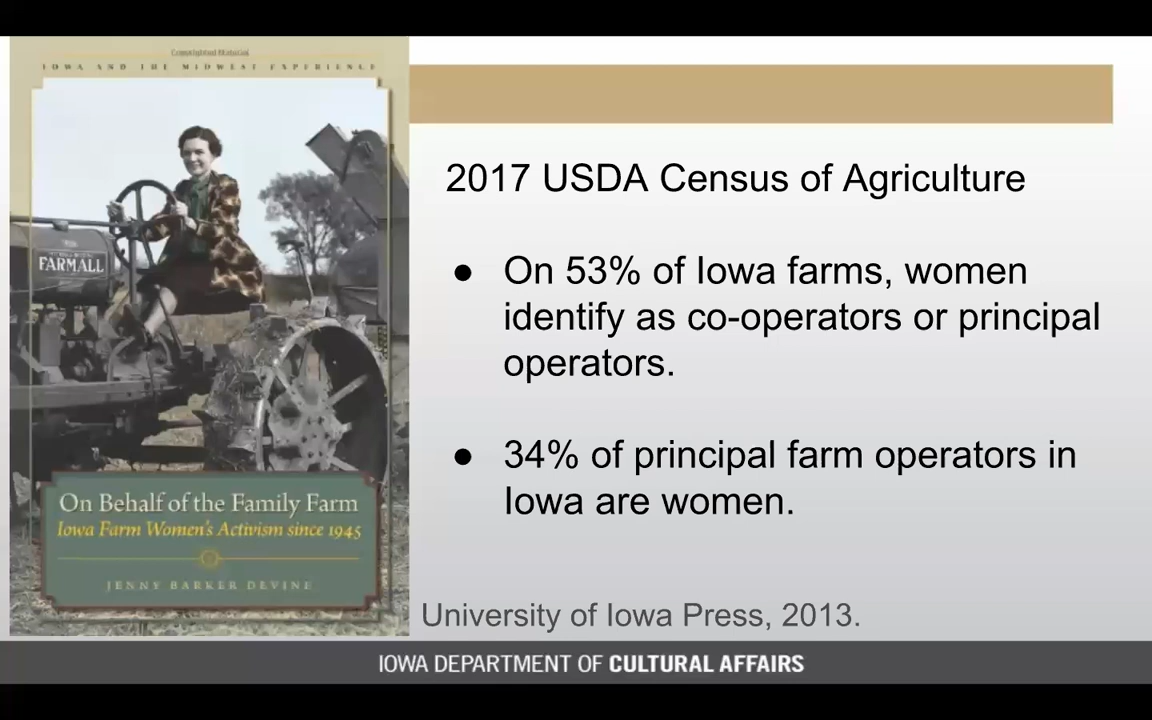 Copyrighted Material
IOWA AND THE MIDWEST EXPERIENCE
FARMALL
On Behalf of the Family Farm
Iowa Farm Women's Activism since 1945
JENNY BARKER DEVINE
2017 USDA Census of Agriculture
● On 53% of Iowa farms, women
identify as co-operators or principal
operators.
● 34% of principal farm operators in
Iowa are women.
University of Iowa Press, 2013.
IOWA DEPARTMENT OF CULTURAL AFFAIRS